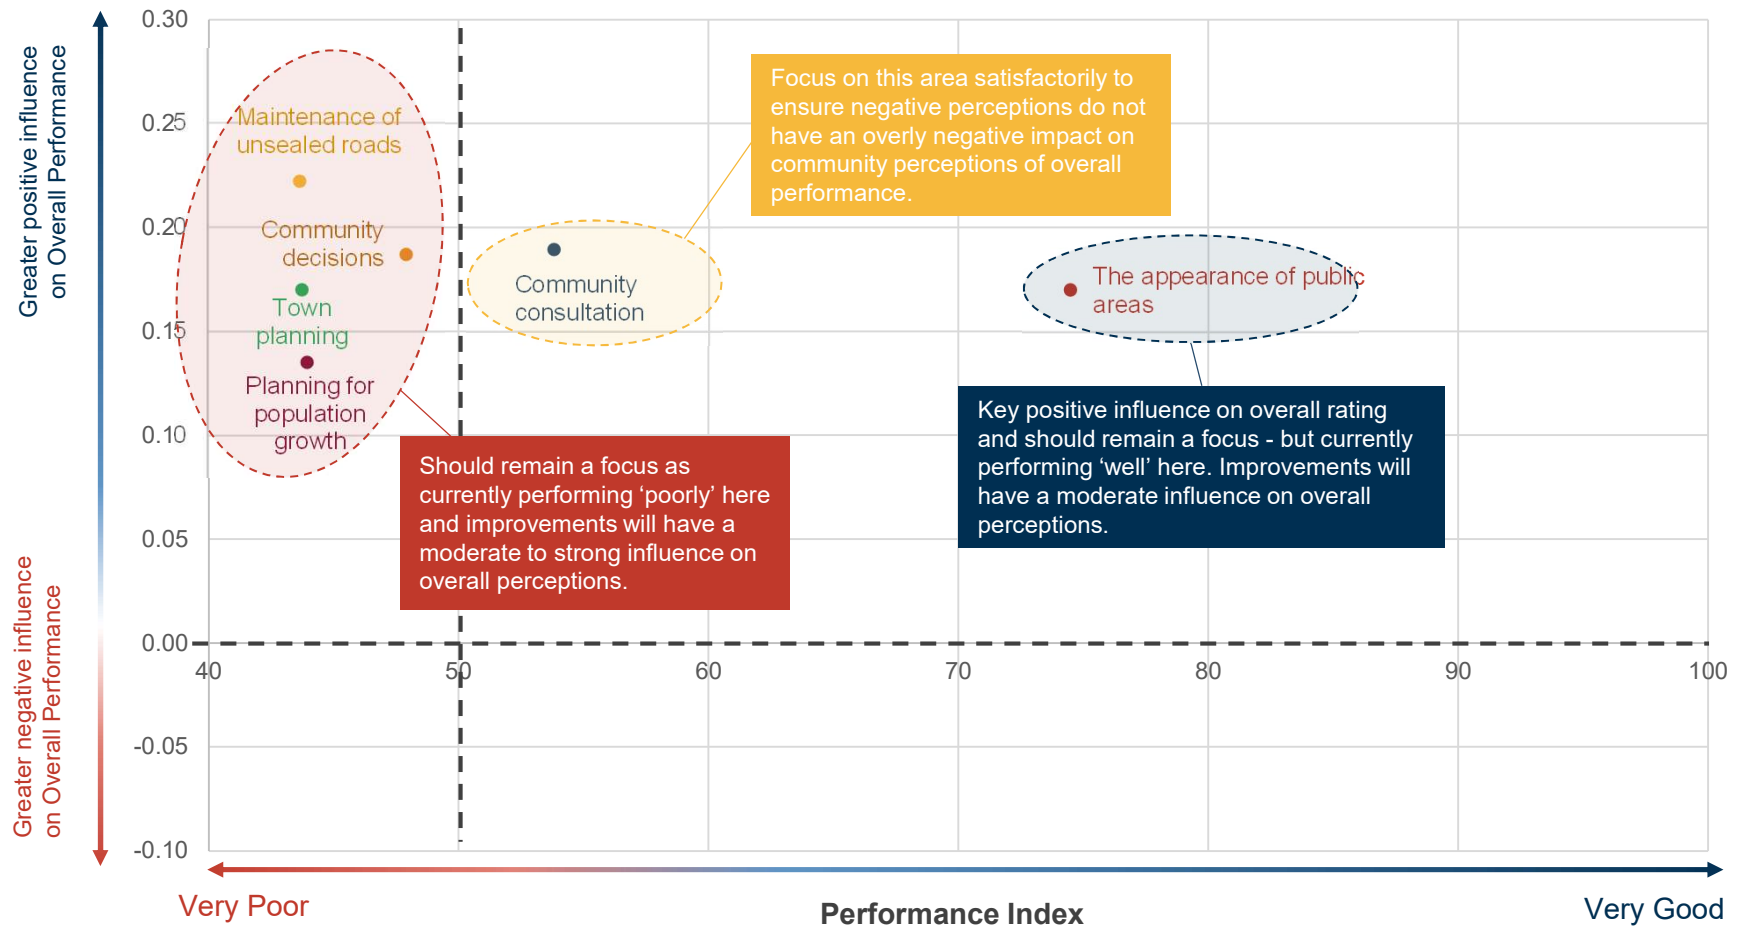 Greater positive influence
on Overall Performance
Greater negative influence
on Overall Performance
0.30
0.25
0.20
0.15
0.10
0.05
0.00
-0.05
-0.10
40
50
60
70
80
90
100
Maintenance of
unsealed roads
Community
decisions
Town
planning
Planning for
population
growth
Community
consultation
The appearance of public
areas
Focus on this area satisfactorily to
ensure negative perceptions do not
have an overly negative impact on
community perceptions of overall
performance.
Should remain a focus as
currently performing ‘poorly’ here
and improvements will have a
moderate to strong influence on
overall perceptions.
Key positive influence on overall rating
and should remain a focus - but currently
performing ‘well’ here. Improvements will
have a moderate influence on overall
perceptions.
Very Poor
Performance Index
Very Good